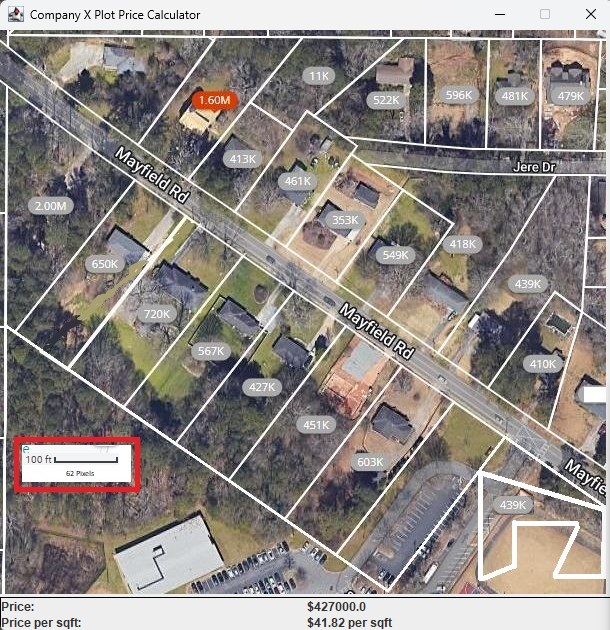 Company X Plot Price Calculator
11K
1.60M
522K
596K
481K
479K
413K
Mayfield Rd
Jere Dr
461K
2.00M
353K
418K
549K
650K
439K
720K
Mayfield Rd
567K
410K
427K
451K
603K
e
100 ft
62 Pixels
Mayfie
439K
Price: $427000.0
Price per sqft: $41.82 per sqft